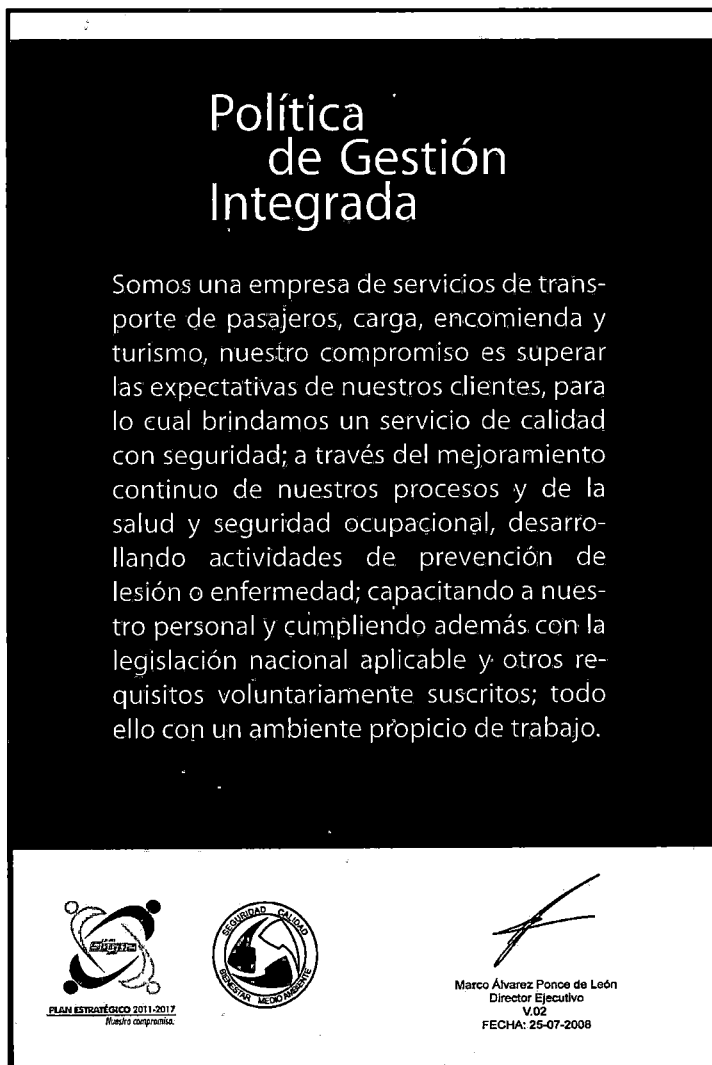 Política
de Gestión
Integrada
Somos una empresa de servicios de trans-
porte de pasajeros, carga, encomienda y
turismo, nuestro compromiso es superar
las expectativas de nuestros clientes, para
lo cual brindamos un servicio de calidad
con seguridad; a través del mejoramiento
continuo de nuestros procesos y de la
salud y seguridad ocupacional, desarro-
llando actividades de prevención de
lesión o enfermedad; capacitando a nues-
tro personal y cumpliendo además con la
legislación nacional aplicable y otros re-
quisitos voluntariamente suscritos; todo
ello con un ambiente propicio de trabajo.
PLAN ESTRATÉGICO 2011-2017
Nuestro compromiso.
SEGURIDAD CALIDAD
BIENESTAR MEDIO AMBIENTE
Marco Álvarez Ponce de León
Director Ejecutivo
V.02
FECHA: 25-07-2008